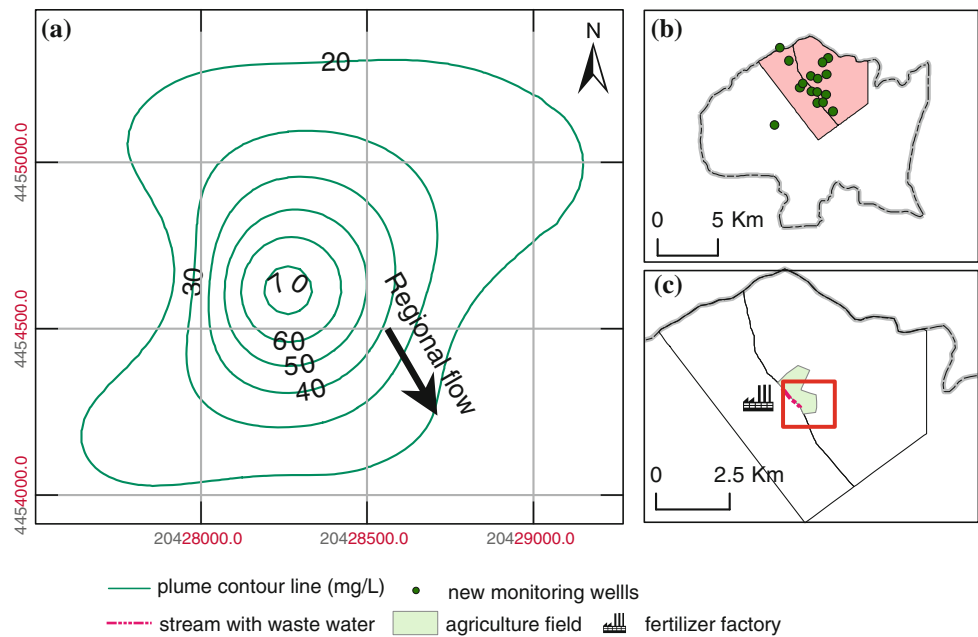 (a)
N
20
30
70
60
50
40
Regional flow
4455000.0
4454500.0
4454000.0
20428000.0 20428500.0 20429000.0
(b)
0 5 Km
(c)
0 2.5 Km
plume contour line (mg/L) new monitoring wellls
stream with waste water agriculture field fertilizer factory